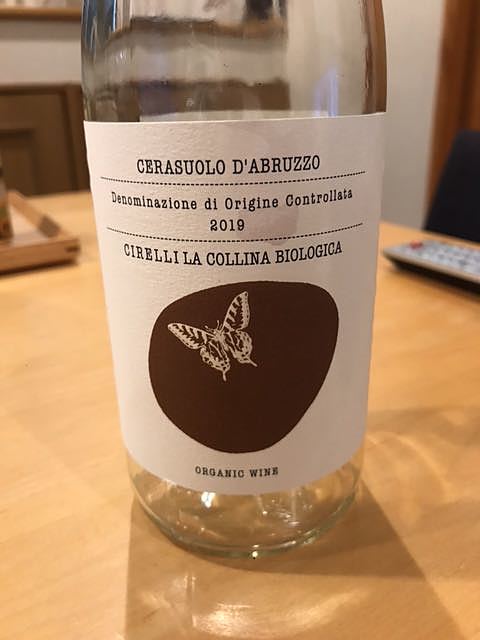 CERASUOLO D'ABRUZZO
Denominazione di Origine Controllata
2019
CIRELLI LA COLLINA BIOLOGICA
ORGANIC WINE